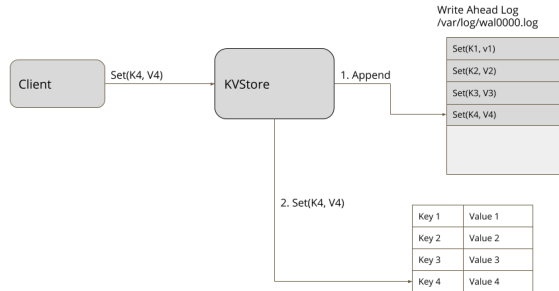 Write Ahead Log
/var/log/wal0000.log
Set(K1, v1)
Set(K2, V2)
Set(K3, V3)
Set(K4, V4)
Client
Set(K4, V4)
KVStore
1. Append
2. Set(K4, V4)
Key 1 Value 1
Key 2 Value 2
Key 3 Value 3
Key 4 Value 4